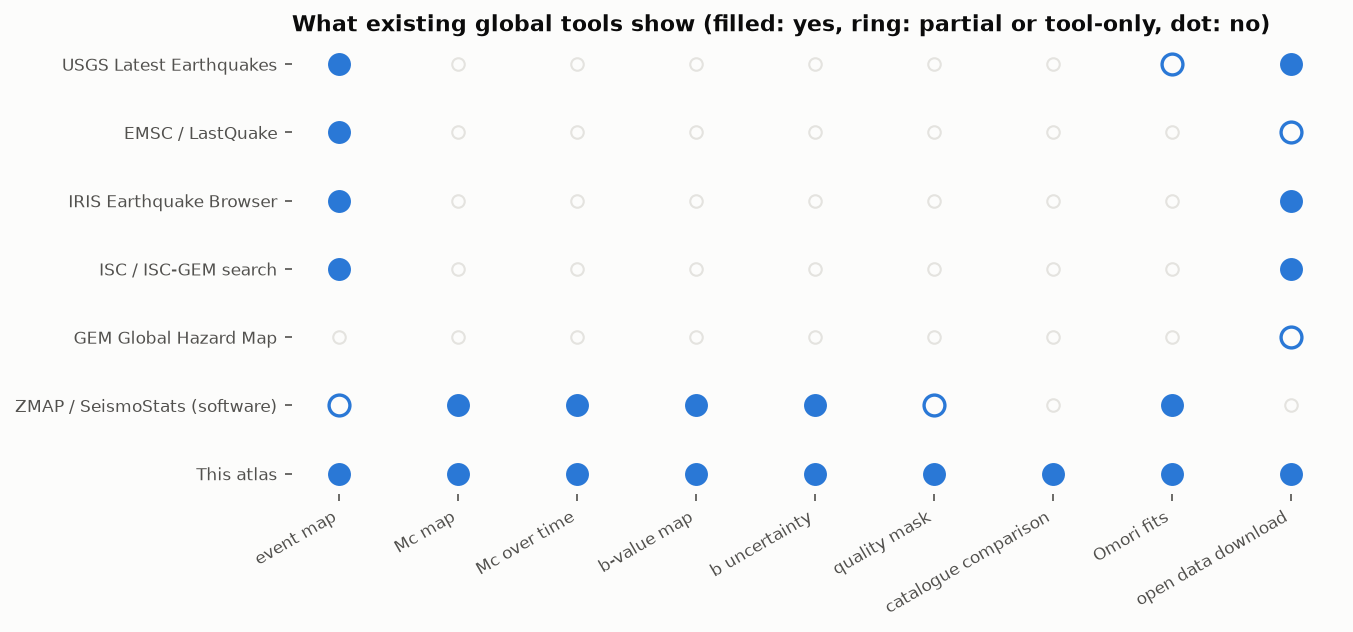 What existing global tools show (filled: yes, ring: partial or tool-only, dot: no)
USGS Latest Earthquakes
EMSC / LastQuake
IRIS Earthquake Browser
ISC / ISC-GEM search
GEM Global Hazard Map
ZMAP / SeismoStats (software)
This atlas
event map
Mc map
Mc over time
b-value map
b uncertainty
quality mask
catalogue comparison
Omori fits
open data download